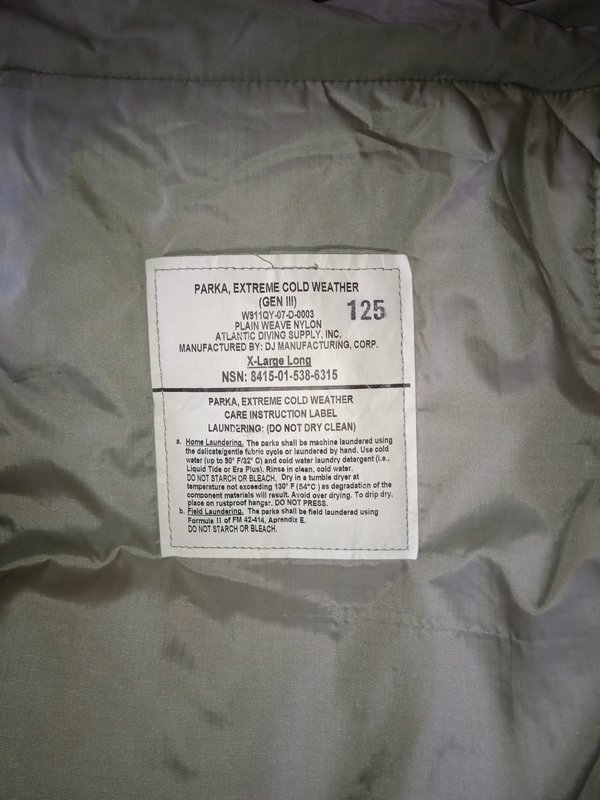 PARKA, EXTREME COLD WEATHER
(GEN III)
125
W911QY-07-D-0003
PLAIN WEAVE NYLON
ATLANTIC DIVING SUPPLY, INC.
MANUFACTURED BY: DJ MANUFACTURING, CORP.
X-Large Long
NSN: 8415-01-538-6315
PARKA, EXTREME COLD WEATHER
CARE INSTRUCTION LABEL
LAUNDERING: (DO NOT DRY CLEAN)
a. Home Laundering. The parka shall be machine laundered using
the delicate/gentle fabric cycle or laundered by hand. Use cold
water (up to 90° F/32° C) and cold water laundry detergent (i.e.,
Liquid Tide or Era Plus). Rinse in clean, cold water.
DO NOT STARCH OR BLEACH. Dry in a tumble dryer at
temperature not exceeding 130° F (54°C) as degradation of the
component materials will result. Avoid over drying. To drip dry,
place on rustproof hanger. DO NOT PRESS.
b. Field Laundering. The parka shall be field laundered using
Formula II of FM 42-414, Aprendix E.
DO NOT STARCH OR BLEACH.